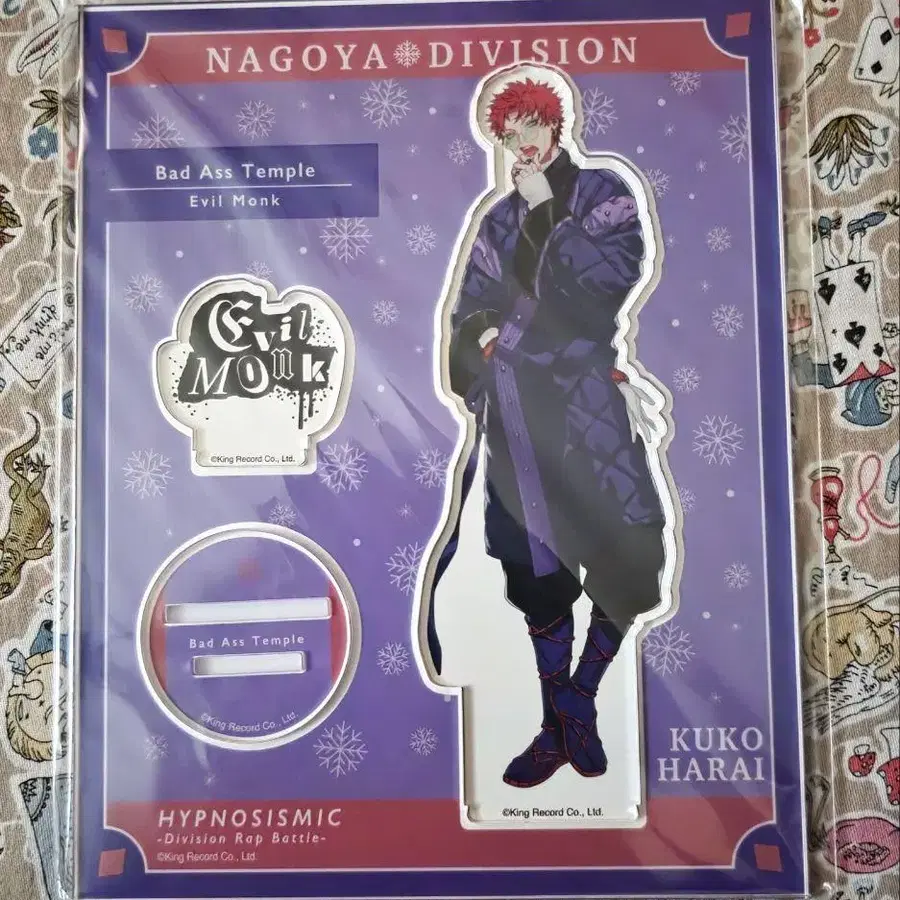 NAGOYA DIVISION
Bad Ass Temple
Evil Monk
Evil
MONK
©King Record Co., Ltd.
Bad Ass Temple
©King Record Co., Ltd.
KUKO
HARAI
©King Record Co., Ltd.
HYPNOSISMIC
-Division Rap Battle-
©King Record Co., Ltd.